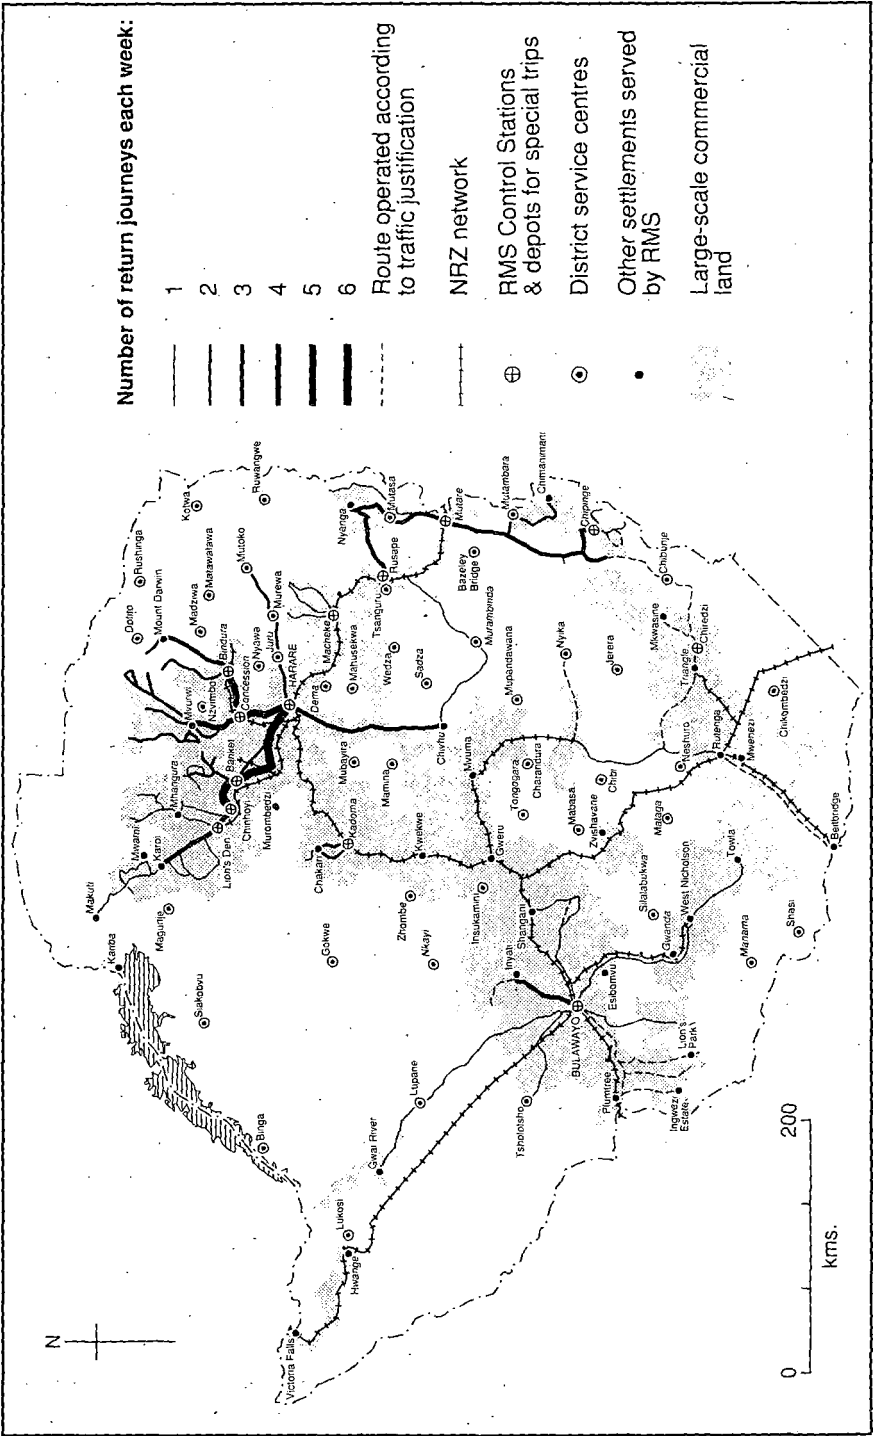 Number of return journeys each week:
1
2
3
4
5
6
Route operated according
to traffic justification
NRZ network
RMS Control Stations
& depots for special trips
District service centres
Other settlements served
by RMS
Large-scale commercial
land
N
Kariba
Makuti
Mwami
Karoi
Magunje
Mhangura
Lion's Den
Chinhoyi
Banket
Murombedzi
Mvurwi
Nzvimbo
Concession
Bindura
Mount Darwin
Dotito
Rushinga
Madziwa
Matawatawa
Kotwa
Ruwangwe
Mutoko
Murewa
Juru
Nyawa
HARARE
Dema
Macheke
Mahusekwa
Wedza
Sadza
Tsanguru
Rusape
Nyanga
Mutasa
Mutare
Mutambara
Chimanimani
Chipinge
Bazeley
Bridge
Murambinda
Chibunje
Siakobvu
Binga
Gokwe
Chakari
Kadoma
Mubayira
Mamina
Chivhu
Kwekwe
Zhombe
Nkayi
Mvuma
Gweru
Insukamini
Tongogara
Charandura
Mupandawana
Nyika
Jerera
Mkwasine
Chiredzi
Triangle
Victoria Falls
Hwange
Lukosi
Gwai River
Lupane
Tsholotsho
Inyati
Shangani
BULAWAYO
Esibomvu
Plumtree
Ingwezi
Estate
Lion's
Park
Mabasa
Zvishavane
Chibi
Mataga
Neshuro
Rutenga
Mwenezi
Chikombedzi
Silalabukwa
Gwanda
West Nicholson
Towla
Manama
Shasi
Beitbridge
0
200
kms.